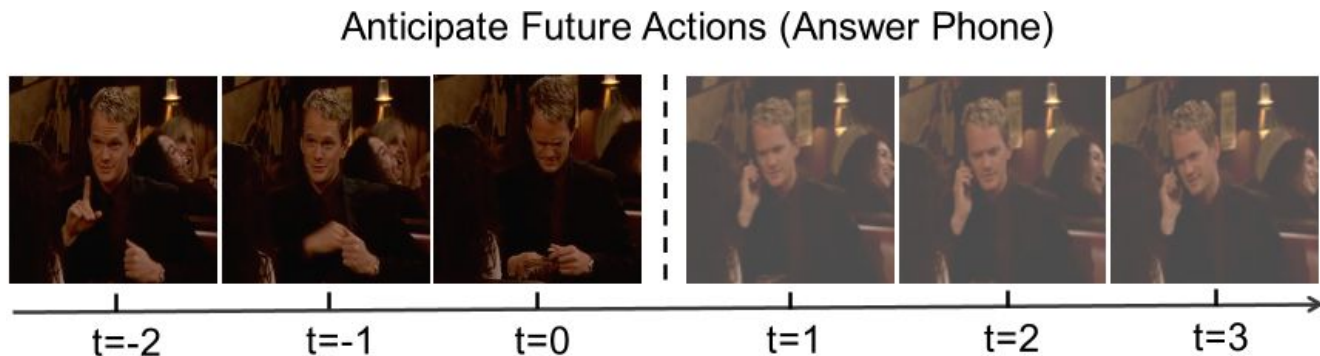 Anticipate Future Actions (Answer Phone)
t=-2 t=-1 t=0 t=1 t=2 t=3